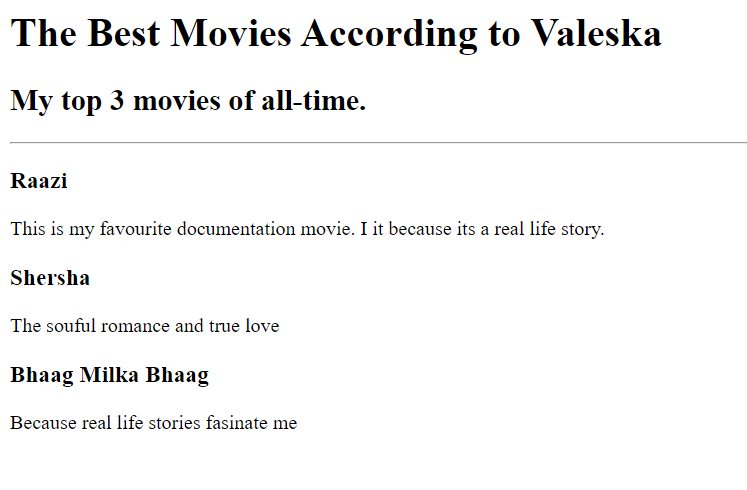 The Best Movies According to Valeska
My top 3 movies of all-time.
Raazi
This is my favourite documentation movie. I it because its a real life story.
Shersha
The souful romance and true love
Bhaag Milka Bhaag
Because real life stories fasinate me